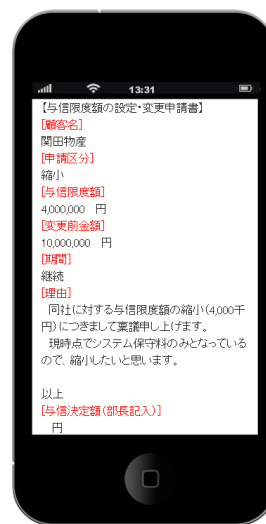 13:31
【与信限度額の設定・変更申請書】
[顧客名]
関田物産
[申請区分]
縮小
[与信限度額]
4,000,000　円
[変更前金額]
10,000,000　円
[期間]
継続
[理由]
　同社に対する与信限度額の縮小(4,000千
円)につきまして稟議申し上げます。
　現時点でシステム保守料のみとなっている
ので、縮小したいと思います。
以上
[与信決定額(部長記入)]
　円